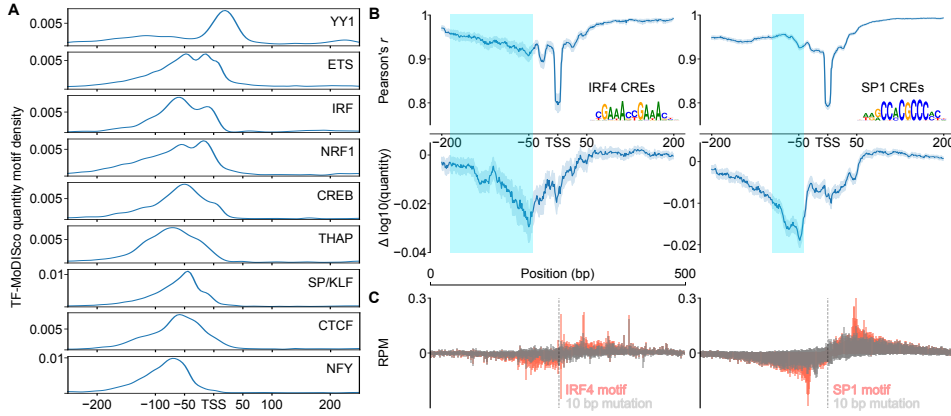 A
TF-MoDISco quantity motif density
0.005
YY1
0.005
ETS
0.005
IRF
0.005
NRF1
0.005
CREB
0.005
THAP
0.01
SP/KLF
0.005
CTCF
0.01
NFY
−200
−100
−50
TSS
50
100
200
B
Pearson's r
1
0.9
0.8
IRF4 CREs
CGAAACCGAAAC
1
0.9
0.8
SP1 CREs
−200
−50
TSS
50
200
−200
−50
TSS
50
200
Δ log10(quantity)
0
−0.02
−0.04
0
−0.01
−0.02
0
Position (bp)
500
C
RPM
0.3
0
IRF4 motif
10 bp mutation
0.3
0
SP1 motif
10 bp mutation